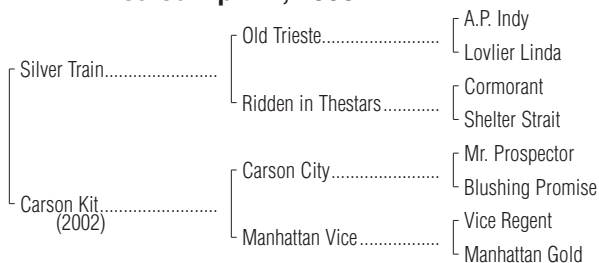 A.P. Indy
Old Trieste
Lovlier Linda
Silver Train
Cormorant
Ridden in Thestars
Shelter Strait
Mr. Prospector
Carson City
Blushing Promise
Carson Kit
(2002)
Vice Regent
Manhattan Vice
Manhattan Gold